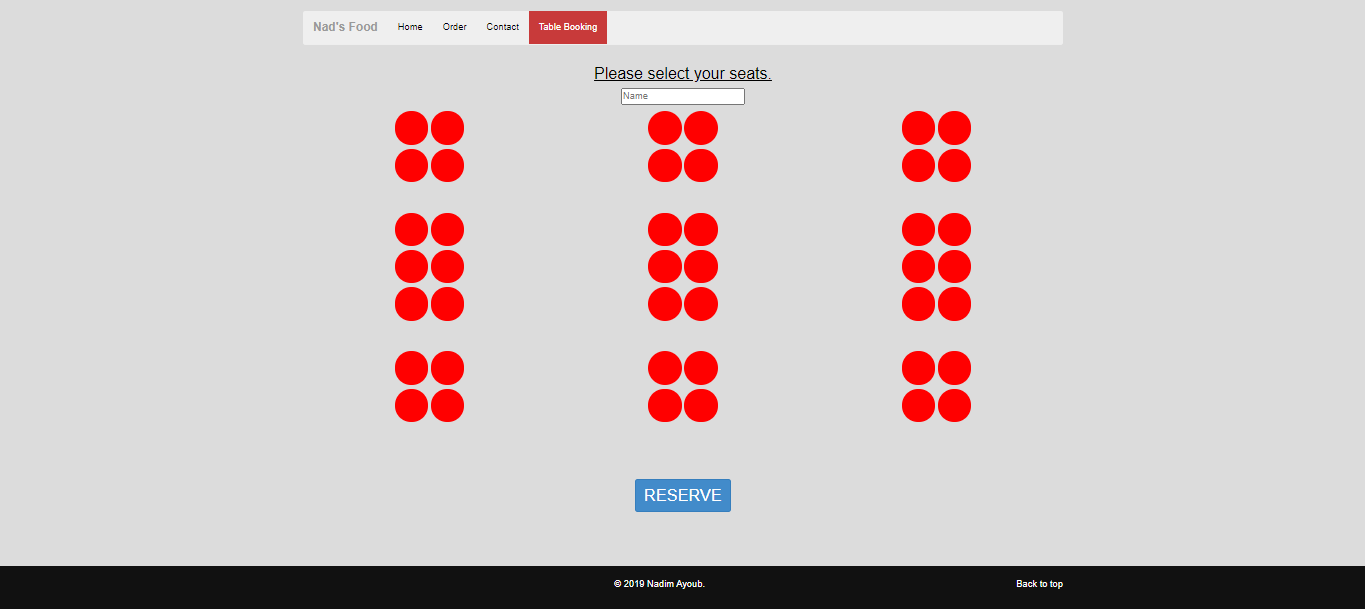 Nad's Food Home Order Contact Table Booking
Please select your seats.
Name
RESERVE
© 2019 Nadim Ayoub. Back to top